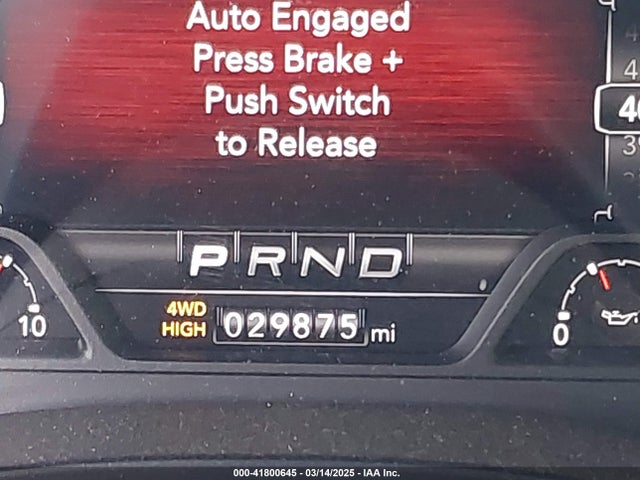 Auto Engaged
Press Brake +
Push Switch
to Release
PRND
4WD
HIGH
029875 mi
10
0
000-41800645 - 03/14/2025 - IAA Inc.